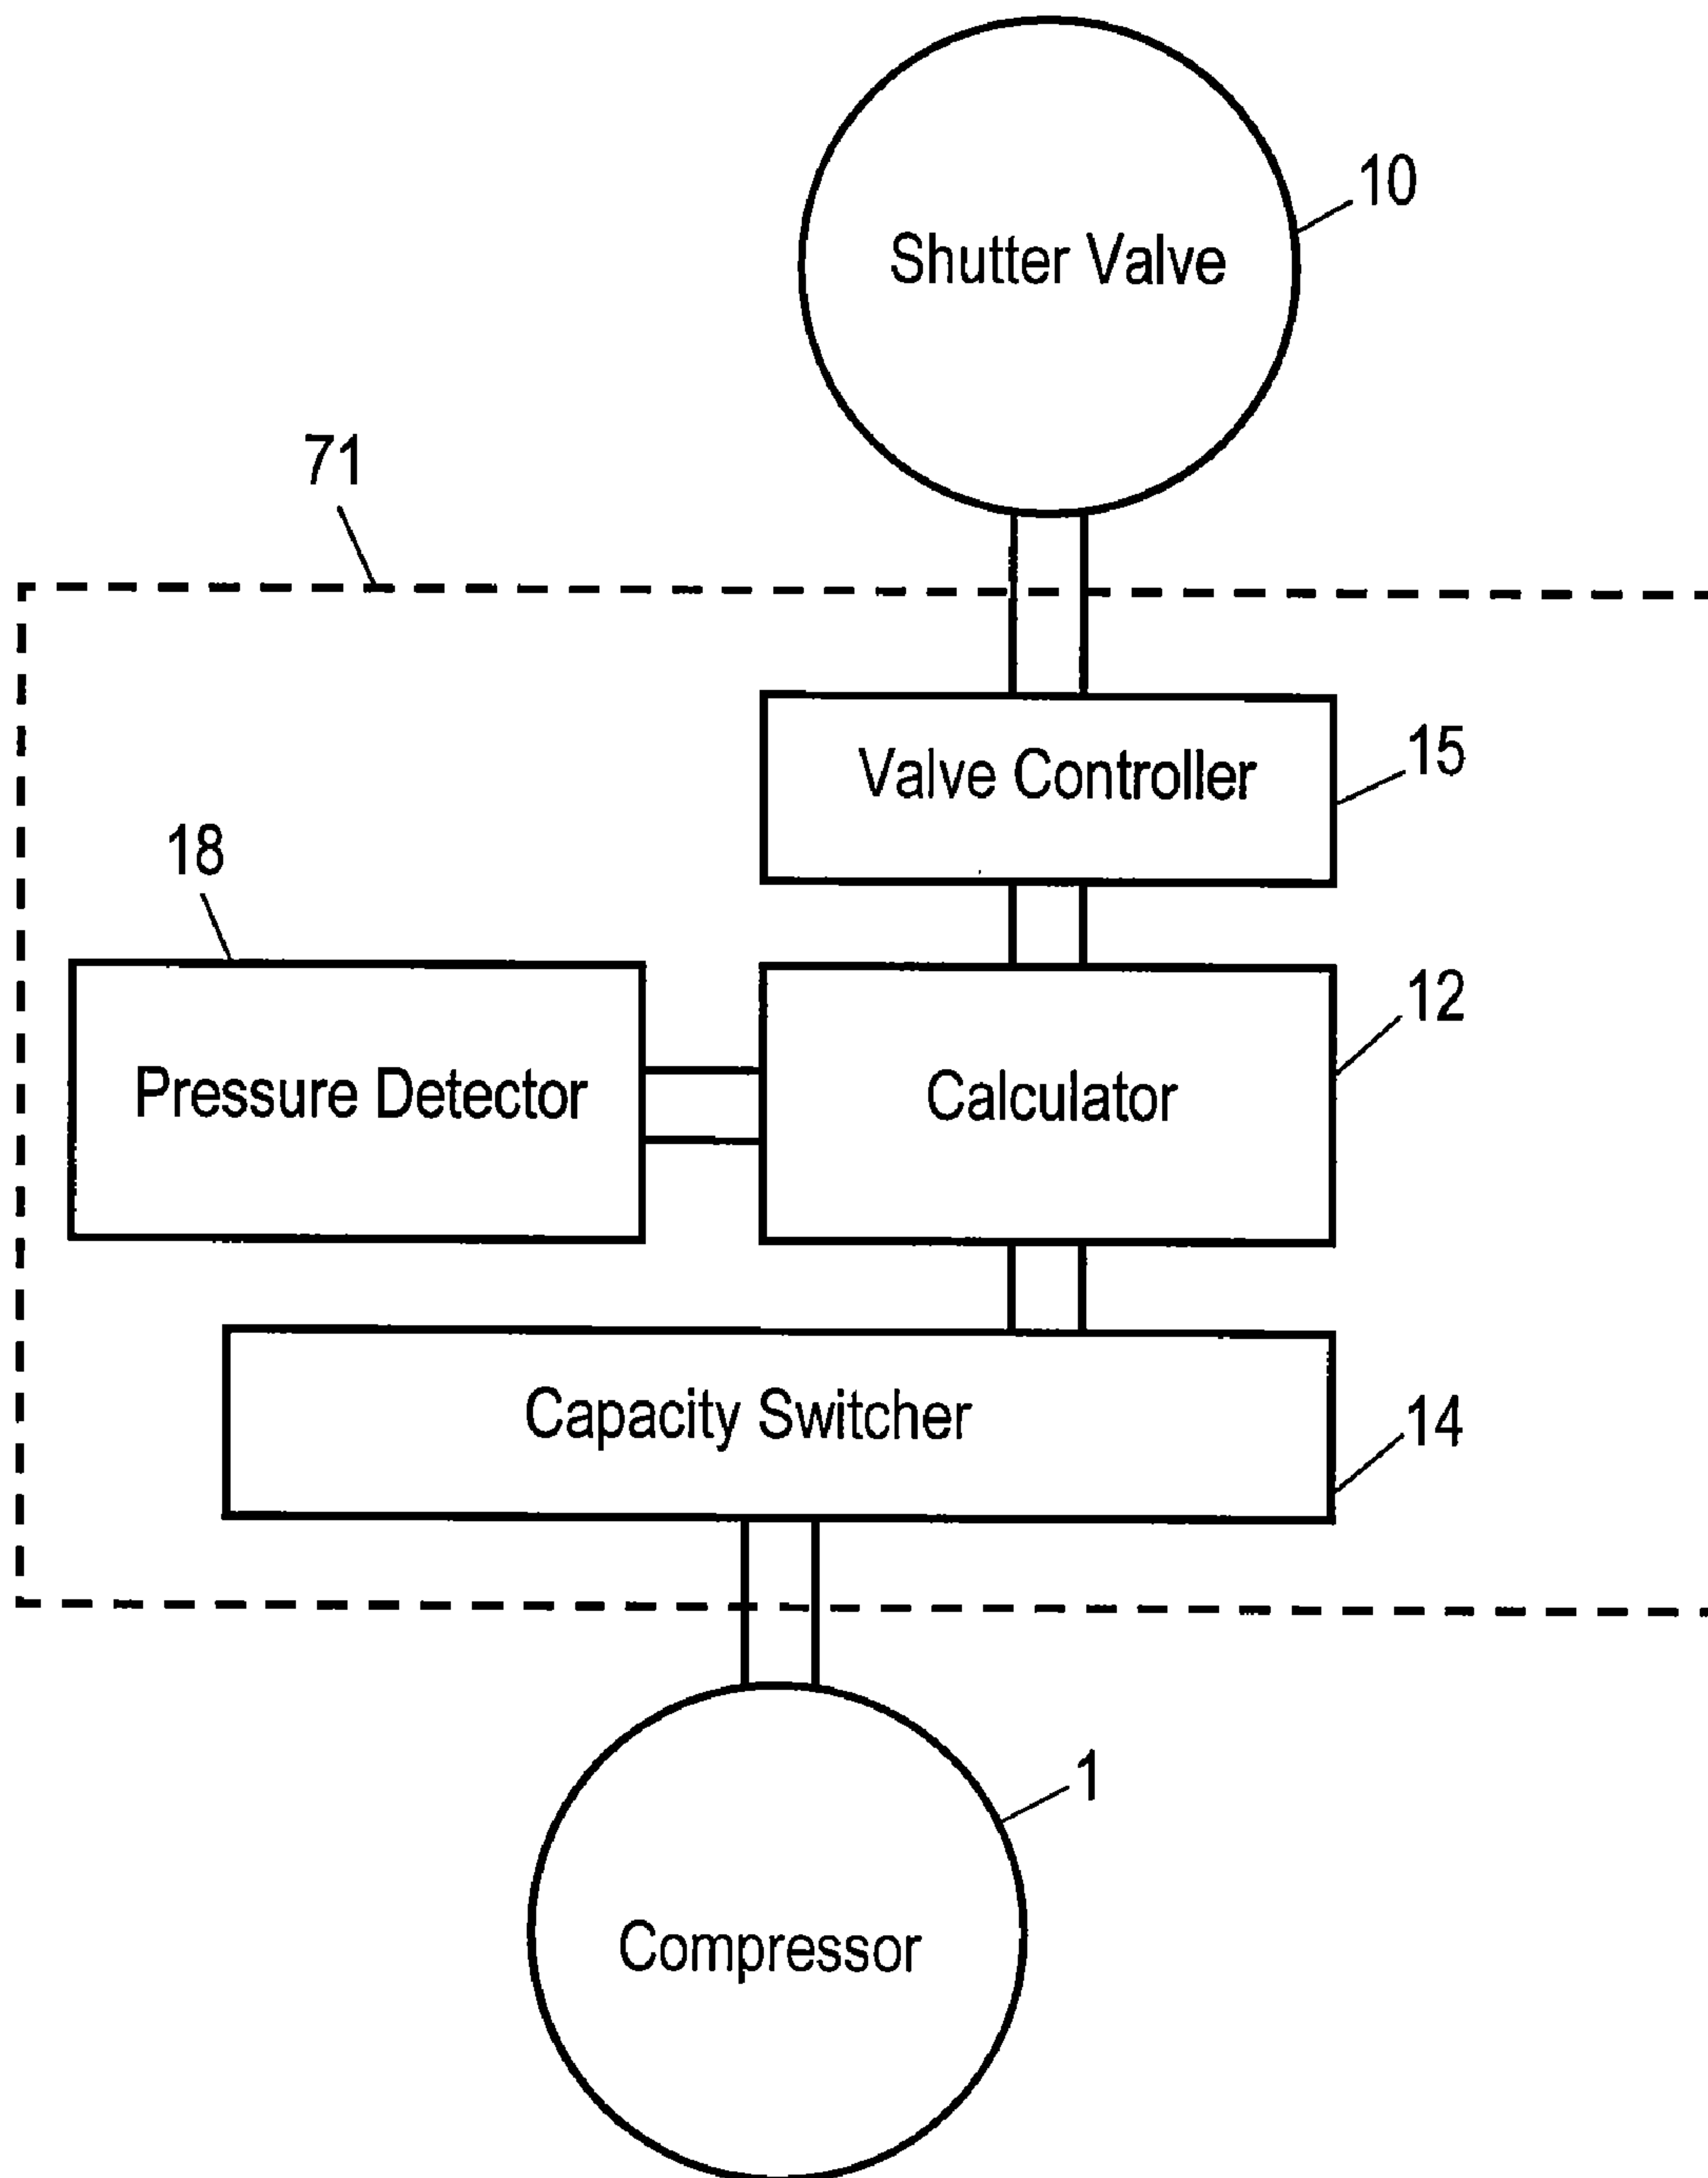 10
Shutter Valve
71
Valve Controller
15
18
12
Pressure Detector
Calculator
Capacity Switcher
14
1
Compressor